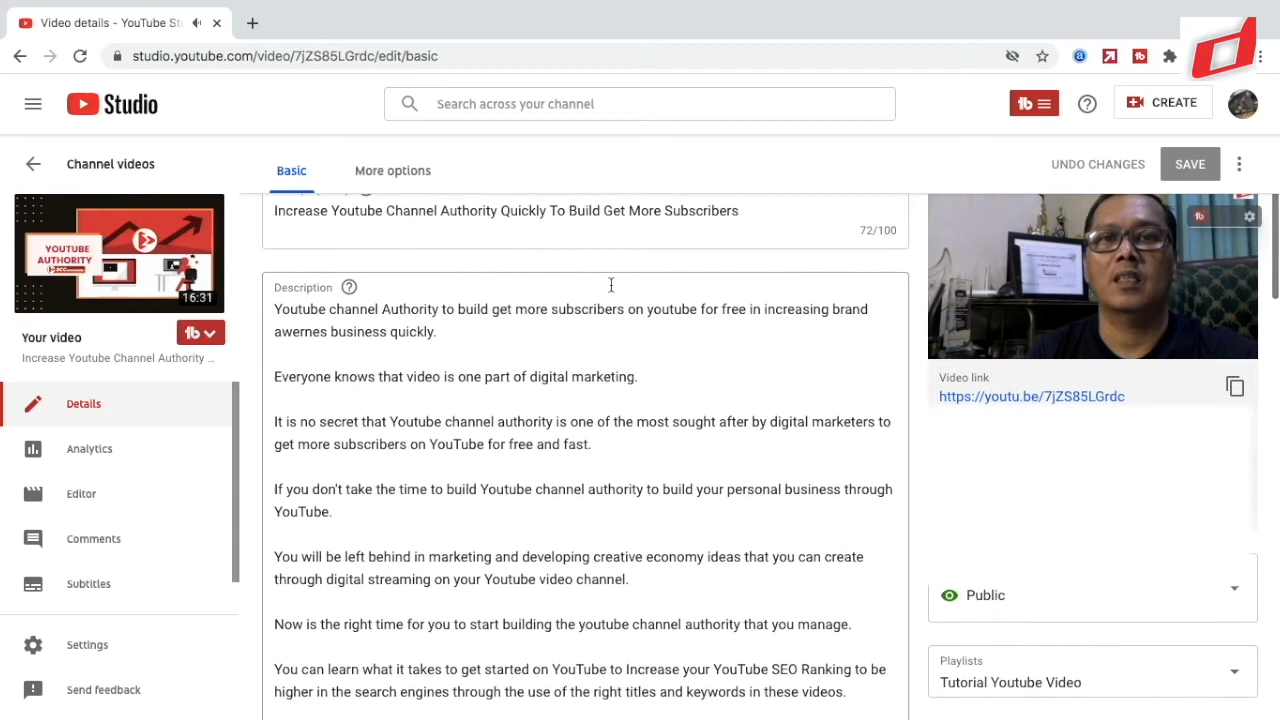 Video details - YouTube St
studio.youtube.com/video/7jZS85LGrdc/edit/basic
Studio
Search across your channel
CREATE
Channel videos
Basic
More options
UNDO CHANGES
SAVE
YOUTUBE
AUTHORITY
16:31
Your video
Increase Youtube Channel Authority ...
Details
Analytics
Editor
Comments
Subtitles
Settings
Send feedback
Increase Youtube Channel Authority Quickly To Build Get More Subscribers
72/100
Description
Youtube channel Authority to build get more subscribers on youtube for free in increasing brand
awernes business quickly.
Everyone knows that video is one part of digital marketing.
It is no secret that Youtube channel authority is one of the most sought after by digital marketers to
get more subscribers on YouTube for free and fast.
If you don't take the time to build Youtube channel authority to build your personal business through
YouTube.
You will be left behind in marketing and developing creative economy ideas that you can create
through digital streaming on your Youtube video channel.
Now is the right time for you to start building the youtube channel authority that you manage.
You can learn what it takes to get started on YouTube to Increase your YouTube SEO Ranking to be
higher in the search engines through the use of the right titles and keywords in these videos.
Video link
https://youtu.be/7jZS85LGrdc
Public
Playlists
Tutorial Youtube Video